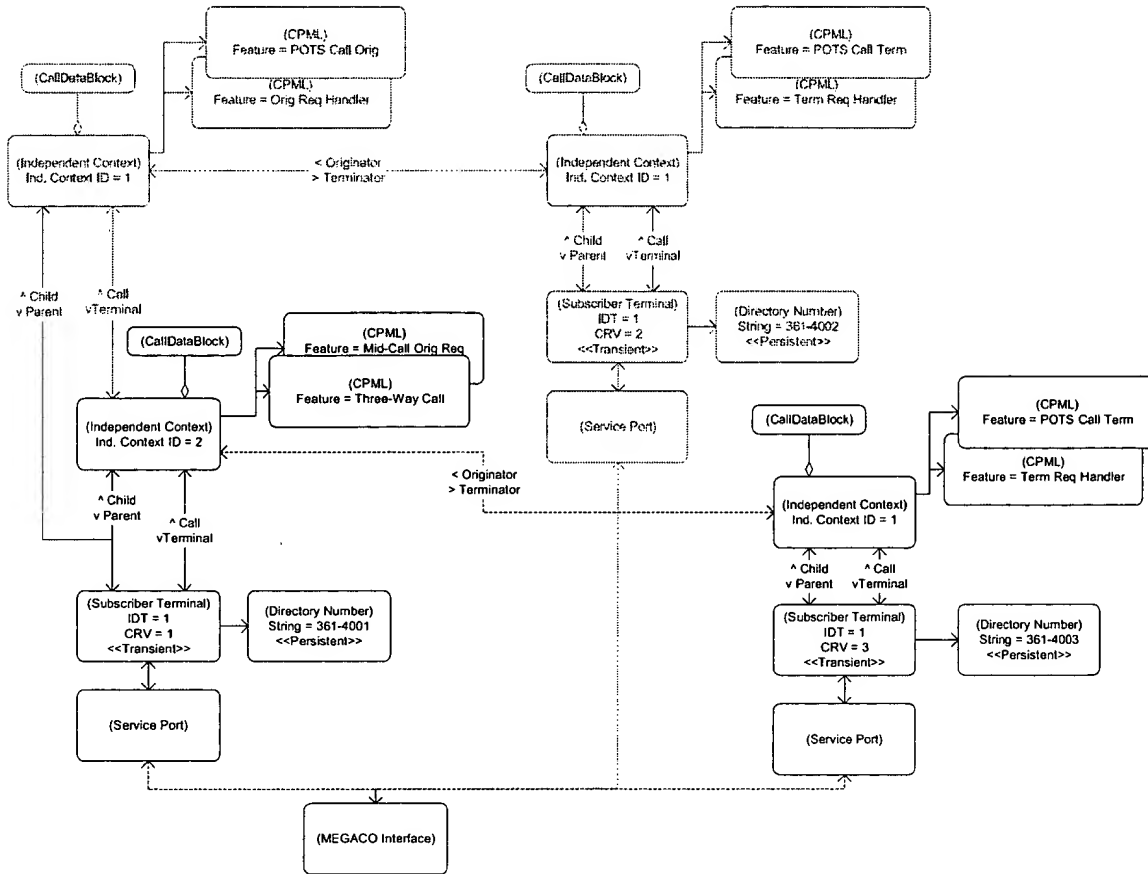 (CPML)
Feature = POTS Call Orig
(CPML)
Feature = Orig Req Handler
(CallDataBlock)
(Independent Context)
Ind. Context ID = 1
< Originator
> Terminator
(CPML)
Feature = POTS Call Term
(CPML)
Feature = Term Req Handler
(CallDataBlock)
(Independent Context)
Ind. Context ID = 1
^ Child
v Parent
^ Call
vTerminal
^ Child
v Parent
^ Call
vTerminal
(Subscriber Terminal)
IDT = 1
CRV = 2
<<Transient>>
(Directory Number)
String = 361-4002
<<Persistent>>
(Service Port)
(CallDataBlock)
(CPML)
Feature = Mid-Call Orig Req
(CPML)
Feature = Three-Way Call
(Independent Context)
Ind. Context ID = 2
< Originator
> Terminator
(CallDataBlock)
(CPML)
Feature = POTS Call Term
(CPML)
Feature = Term Req Handler
(Independent Context)
Ind. Context ID = 1
^ Child
v Parent
^ Call
vTerminal
^ Child
v Parent
^ Call
vTerminal
(Subscriber Terminal)
IDT = 1
CRV = 1
<<Transient>>
(Directory Number)
String = 361-4001
<<Persistent>>
(Subscriber Terminal)
IDT = 1
CRV = 3
<<Transient>>
(Directory Number)
String = 361-4003
<<Persistent>>
(Service Port)
(Service Port)
(MEGACO Interface)